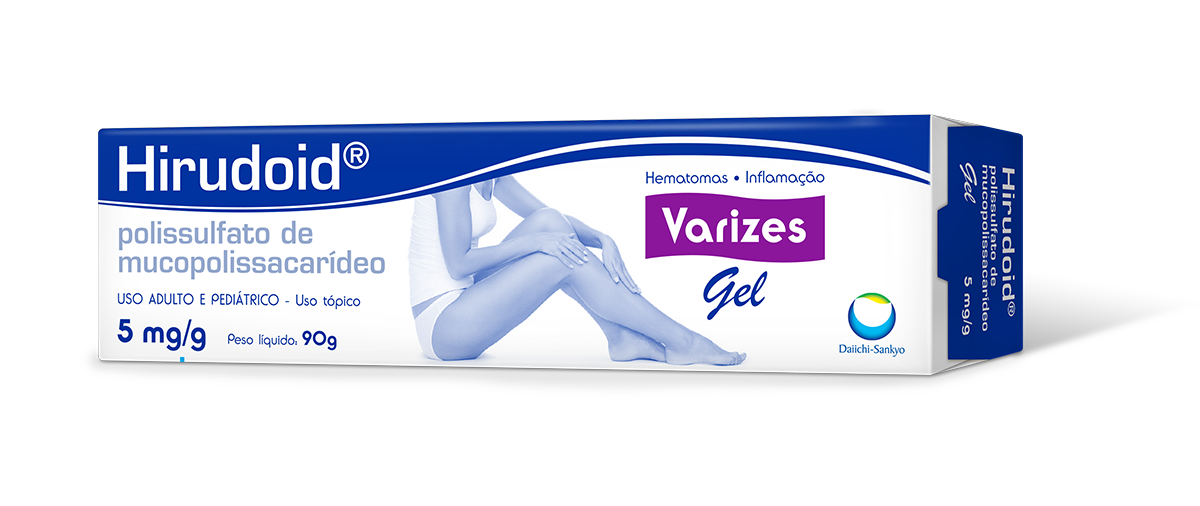 Hirudoid®
polissulfato de
mucopolissacarídeo
USO ADULTO E PEDIÁTRICO - Uso tópico
5 mg/g Peso líquido: 90g
Hematomas • Inflamação
Varizes
Gel
Daiichi-Sankyo
Hirudoid®
polissulfato de
mucopolissacarídeo
Gel
5 mg/g